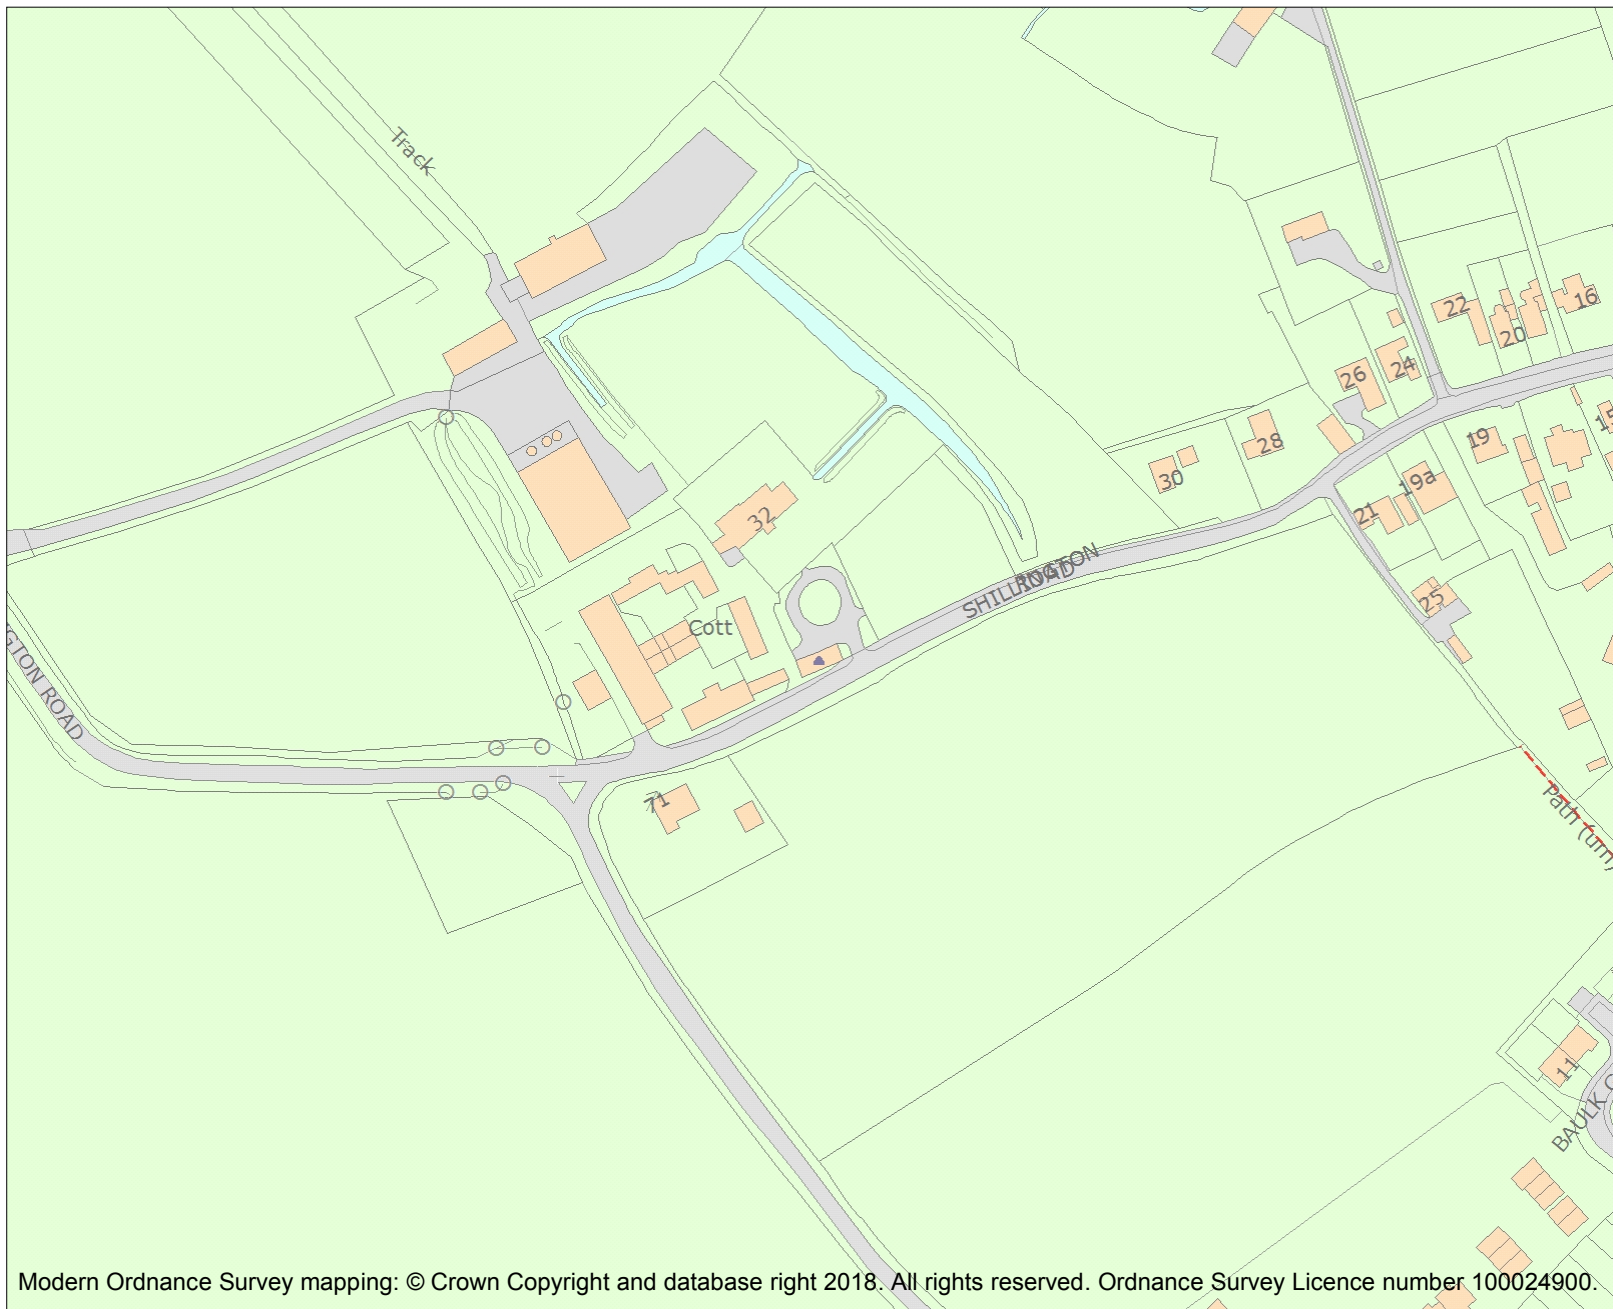 Track
22
20
16
24
26
28
30
19
15
19a
21
25
32
SHILLINGTON
ROAD
Cott
GTON ROAD
71
Path (um)
11
BAULK
Modern Ordnance Survey mapping: © Crown Copyright and database right 2018. All rights reserved. Ordnance Survey Licence number 100024900.